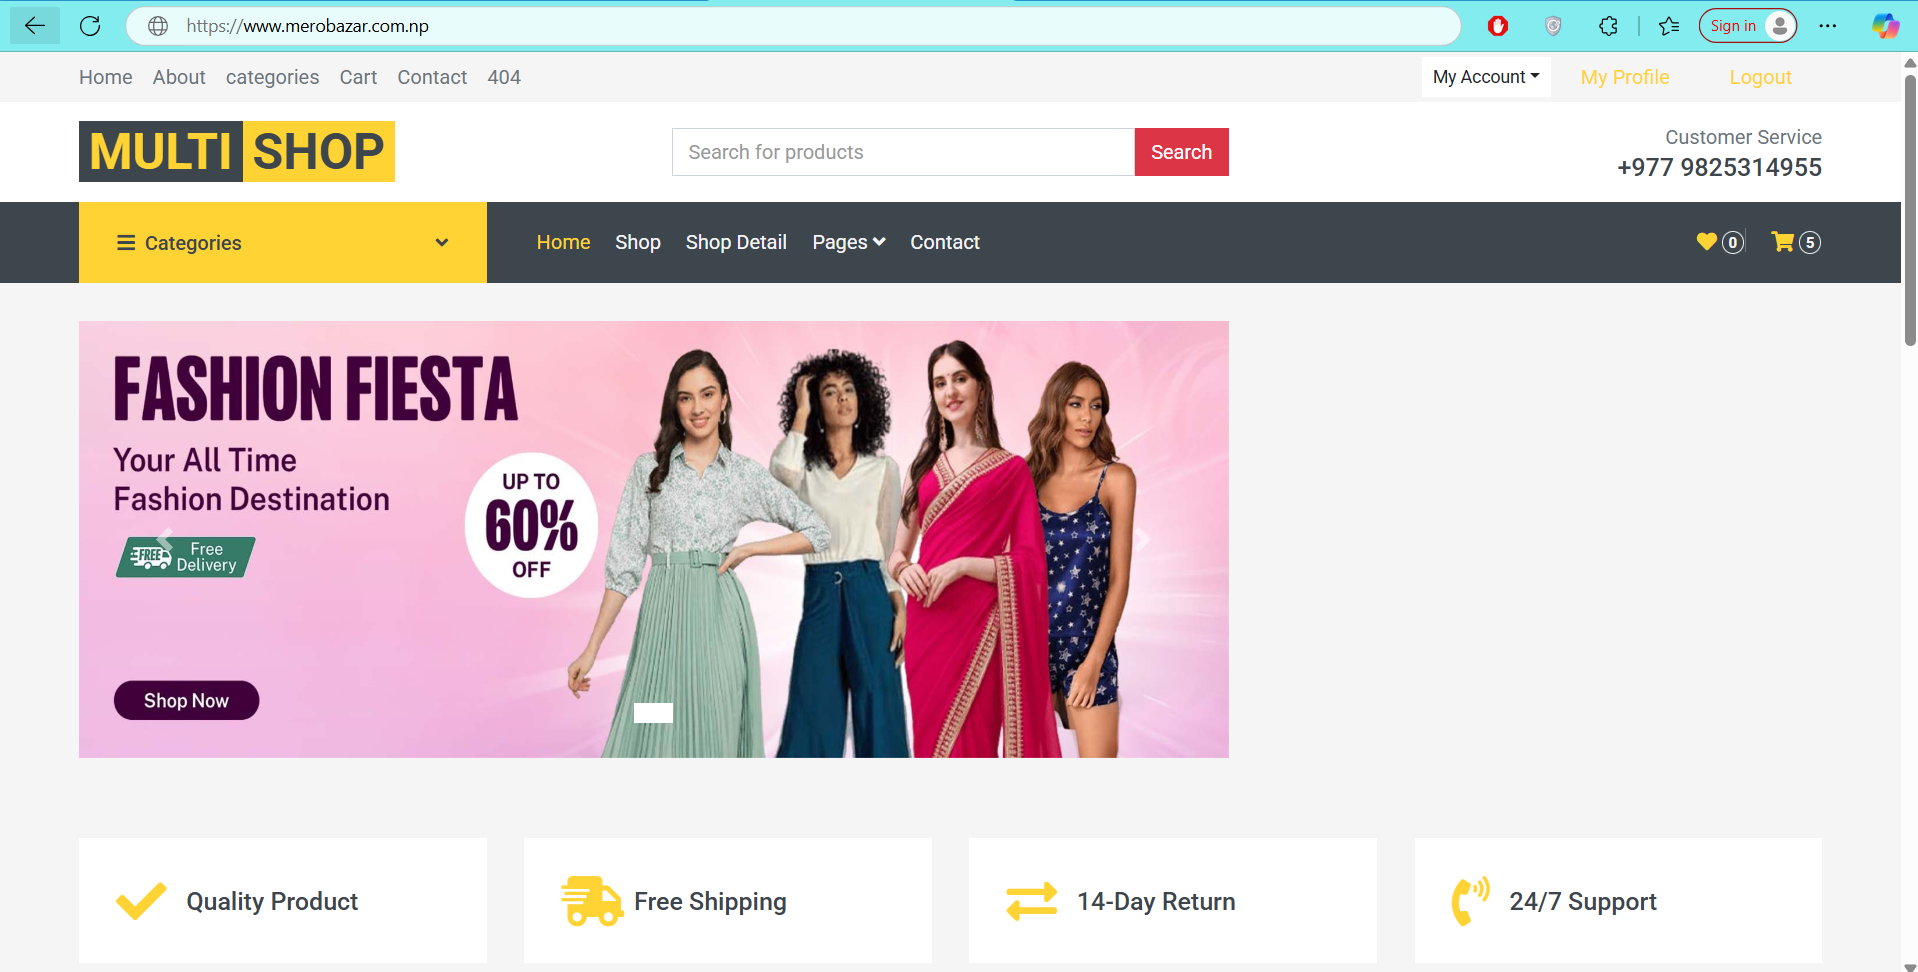 https://www.merobazar.com.np
Sign in
Home About categories Cart Contact 404
My Account My Profile Logout
MULTI SHOP
Search for products Search
Customer Service
+977 9825314955
Categories
Home Shop Shop Detail Pages Contact
0 5
FASHION FIESTA
Your All Time
Fashion Destination
UP TO
60%
OFF
FREE Free
Delivery
Shop Now
Quality Product
Free Shipping
14-Day Return
24/7 Support